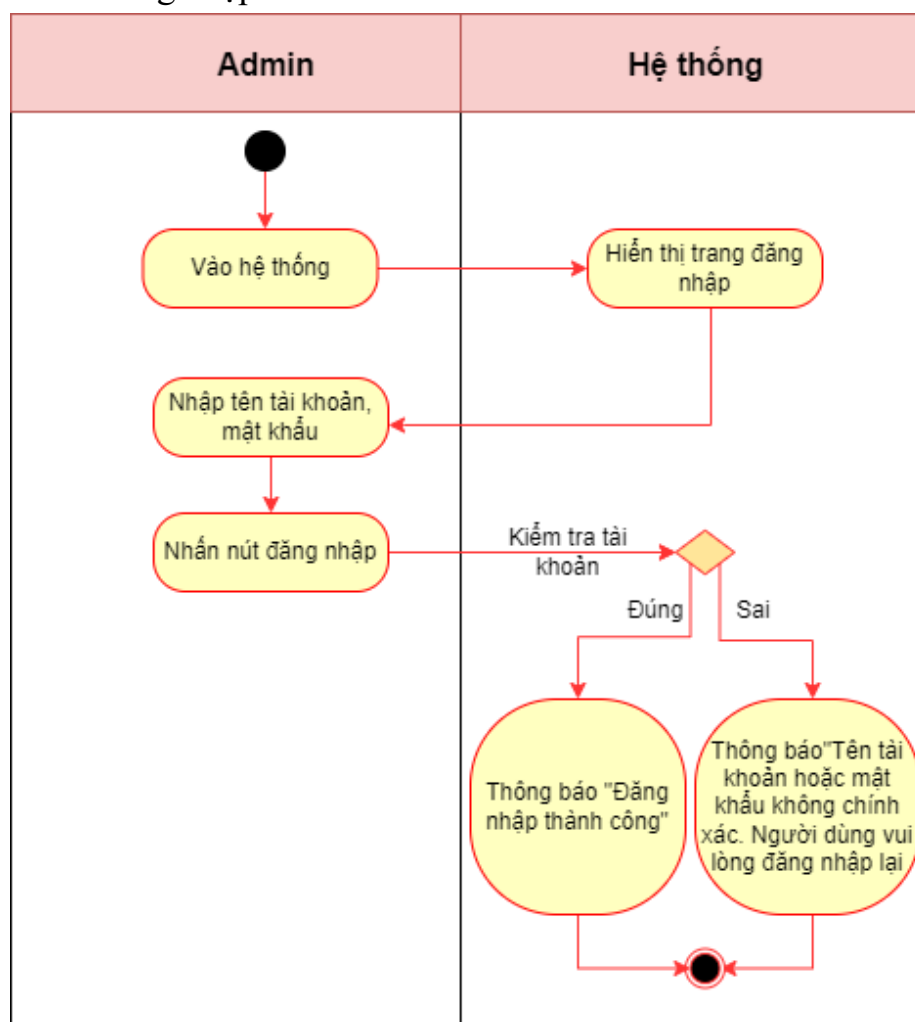 Admin
Hệ thống
Vào hệ thống
Hiển thị trang đăng
nhập
Nhập tên tài khoản,
mật khẩu
Nhấn nút đăng nhập
Kiểm tra tài
khoản
Đúng
Sai
Thông báo "Đăng
nhập thành công"
Thông báo"Tên tài
khoản hoặc mật
khẩu không chính
xác. Người dùng vui
lòng đăng nhập lại